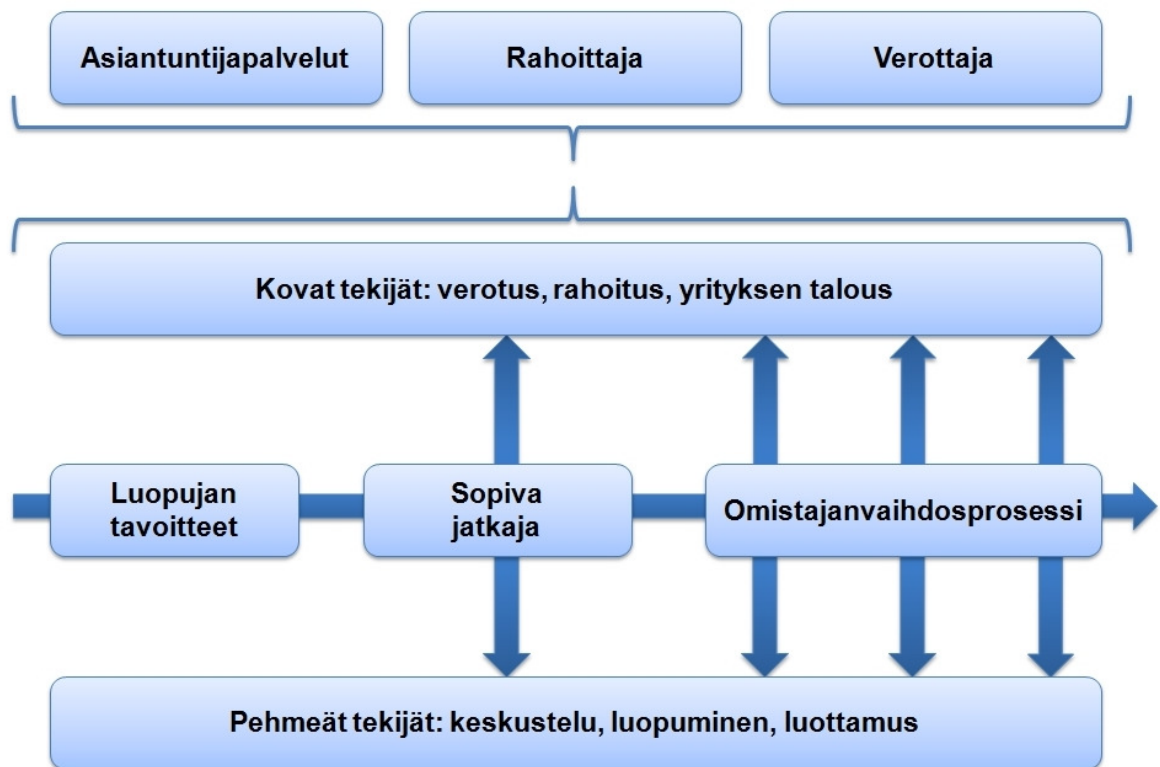 Asiantuntijapalvelut
Rahoittaja
Verottaja
Kovat tekijät: verotus, rahoitus, yrityksen talous
Luopujan
tavoitteet
Sopiva
jatkaja
Omistajanvaihdosprosessi
Pehmeät tekijät: keskustelu, luopuminen, luottamus